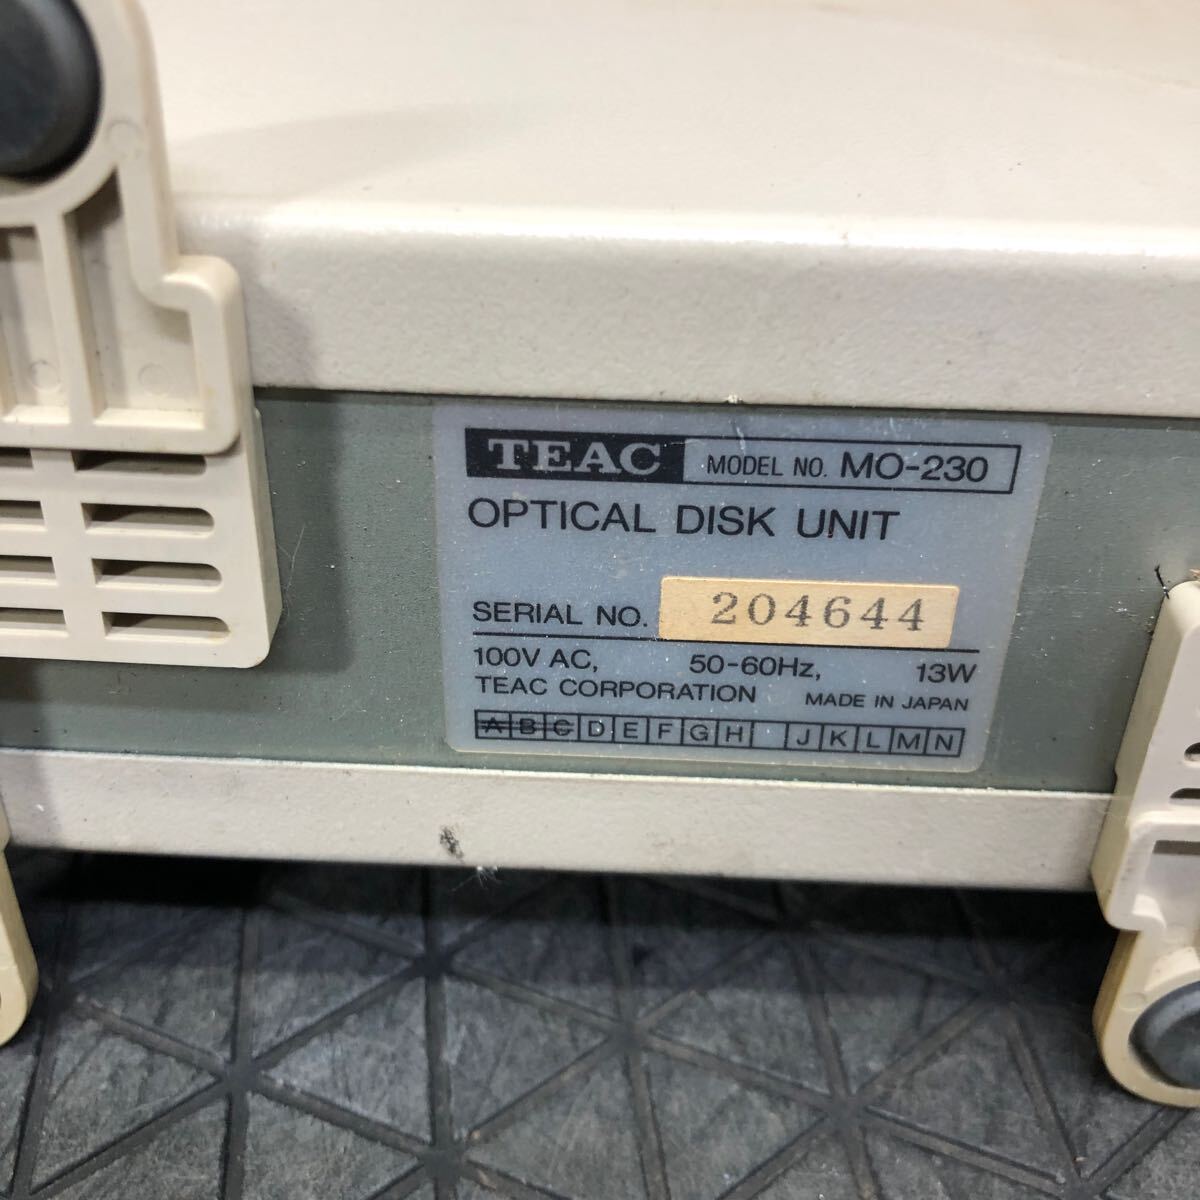 TEAC MODEL NO. MO-230
OPTICAL DISK UNIT
SERIAL NO. 204644
100V AC, 50-60Hz, 13W
TEAC CORPORATION MADE IN JAPAN
A B C D E F G H J K L M N